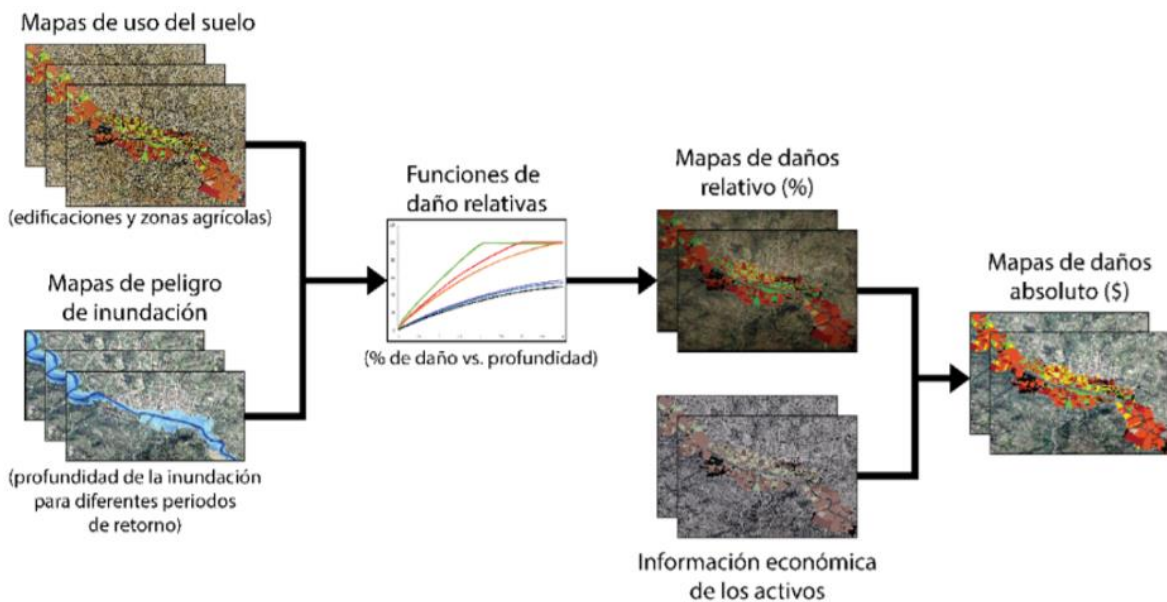 Mapas de uso del suelo
(edificaciones y zonas agrícolas)
Mapas de peligro
de inundación
(profundidad de la inundación
para diferentes periodos
de retorno)
Funciones de
daño relativas
(% de daño vs. profundidad)
Mapas de daños
relativo (%)
Información económica
de los activos
Mapas de daños
absoluto ($)